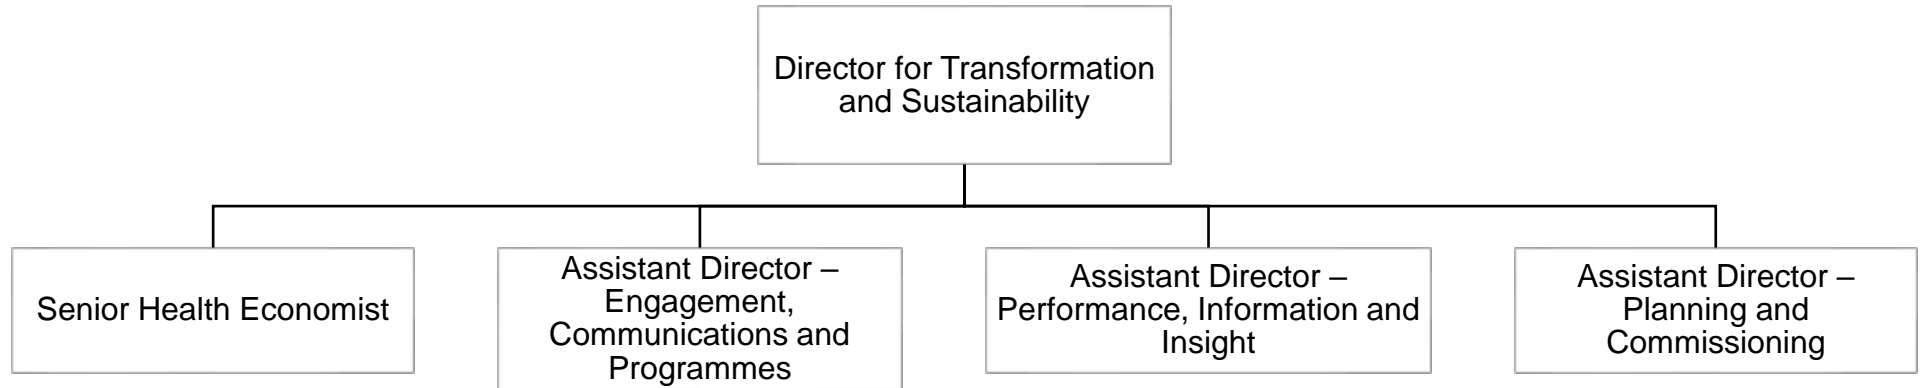 Director for Transformation
and Sustainability
Senior Health Economist
Assistant Director –
Engagement,
Communications and
Programmes
Assistant Director –
Performance, Information and
Insight
Assistant Director –
Planning and
Commissioning